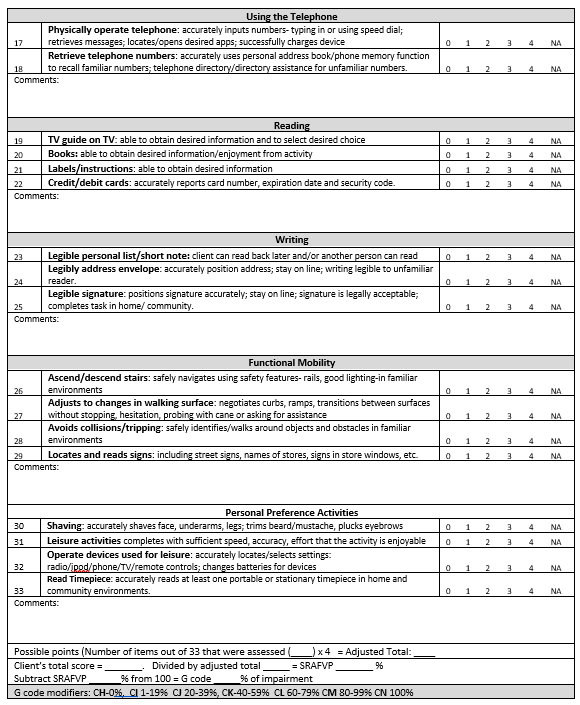 Using the Telephone
17 Physically operate telephone: accurately inputs numbers- typing in or using speed dial;
retrieves messages; locates/opens desired apps; successfully charges device 0 1 2 3 4 NA
18 Retrieve telephone numbers: accurately uses personal address book/phone memory function
to recall familiar numbers; telephone directory/directory assistance for unfamiliar numbers. 0 1 2 3 4 NA
Comments:
Reading
19 TV guide on TV: able to obtain desired information and to select desired choice 0 1 2 3 4 NA
20 Books: able to obtain desired information/enjoyment from activity 0 1 2 3 4 NA
21 Labels/instructions: able to obtain desired information 0 1 2 3 4 NA
22 Credit/debit cards: accurately reports card number, expiration date and security code. 0 1 2 3 4 NA
Comments:
Writing
23 Legible personal list/short note: client can read back later and/or another person can read 0 1 2 3 4 NA
24 Legibly address envelope: accurately position address; stay on line; writing legible to unfamiliar
reader. 0 1 2 3 4 NA
25 Legible signature: positions signature accurately; stay on line; signature is legally acceptable;
completes task in home/ community. 0 1 2 3 4 NA
Comments:
Functional Mobility
26 Ascend/descend stairs: safely navigates using safety features- rails, good lighting-in familiar
environments 0 1 2 3 4 NA
27 Adjusts to changes in walking surface: negotiates curbs, ramps, transitions between surfaces
without stopping, hesitation, probing with cane or asking for assistance 0 1 2 3 4 NA
28 Avoids collisions/tripping: safely identifies/walks around objects and obstacles in familiar
environments 0 1 2 3 4 NA
29 Locates and reads signs: including street signs, names of stores, signs in store windows, etc. 0 1 2 3 4 NA
Comments:
Personal Preference Activities
30 Shaving: accurately shaves face, underarms, legs; trims beard/mustache, plucks eyebrows 0 1 2 3 4 NA
31 Leisure activities completes with sufficient speed, accuracy, effort that the activity is enjoyable 0 1 2 3 4 NA
32 Operate devices used for leisure: accurately locates/selects settings:
radio/ipod/phone/TV/remote controls; changes batteries for devices 0 1 2 3 4 NA
33 Read Timepiece: accurately reads at least one portable or stationary timepiece in home and
community environments. 0 1 2 3 4 NA
Comments:
Possible points (Number of items out of 33 that were assessed (____) x 4 = Adjusted Total: ____
Client's total score = _______. Divided by adjusted total _____ = SRAFVP _______ %
Subtract SRAFVP ______% from 100 = G code _____% of impairment
G code modifiers: CH-0%, CI 1-19% CJ 20-39%, CK-40-59% CL 60-79% CM 80-99% CN 100%